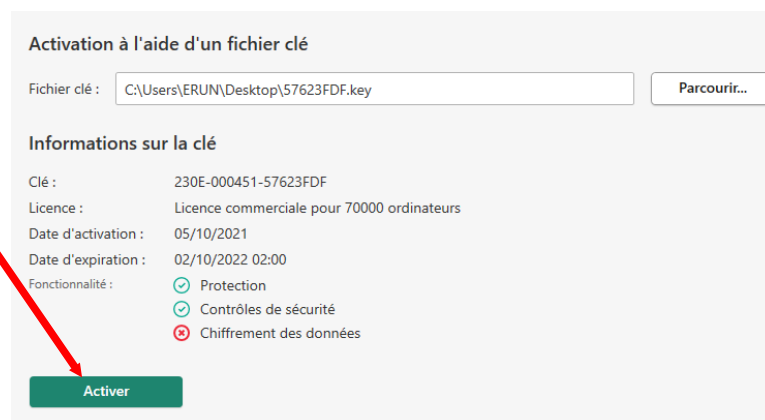 Activation à l'aide d'un fichier clé
Fichier clé : C:\Users\ERUN\Desktop\57623FDF.key Parcourir...
Informations sur la clé
Clé : 230E-000451-57623FDF
Licence : Licence commerciale pour 70000 ordinateurs
Date d'activation : 05/10/2021
Date d'expiration : 02/10/2022 02:00
Fonctionnalité : Protection
Contrôles de sécurité
Chiffrement des données
Activer